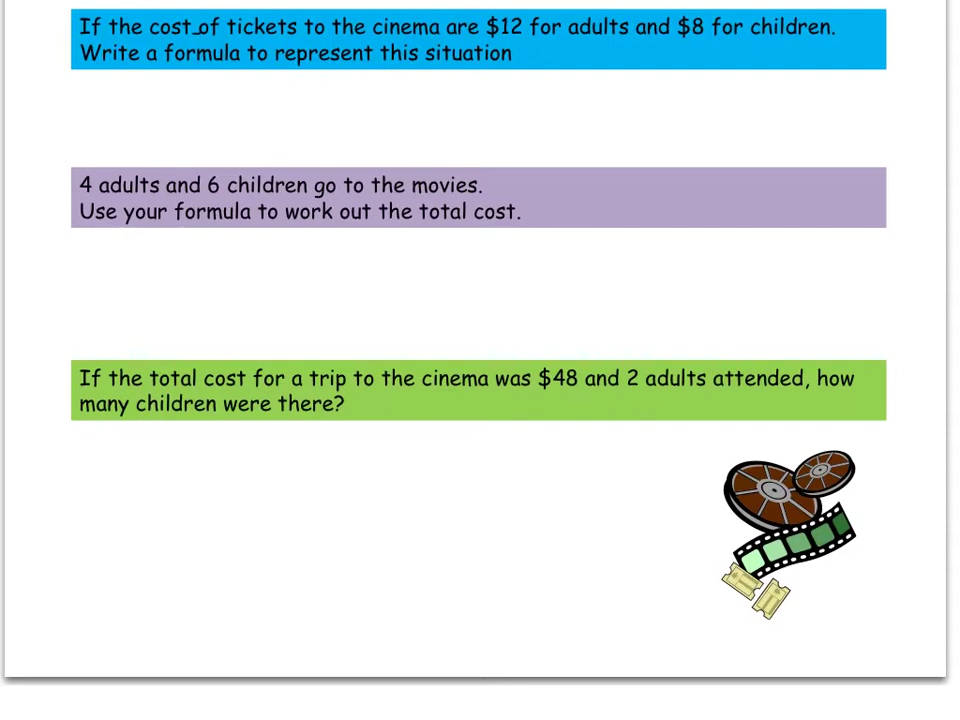 If the cost of tickets to the cinema are $12 for adults and $8 for children.
Write a formula to represent this situation
4 adults and 6 children go to the movies.
Use your formula to work out the total cost.
If the total cost for a trip to the cinema was $48 and 2 adults attended, how
many children were there?